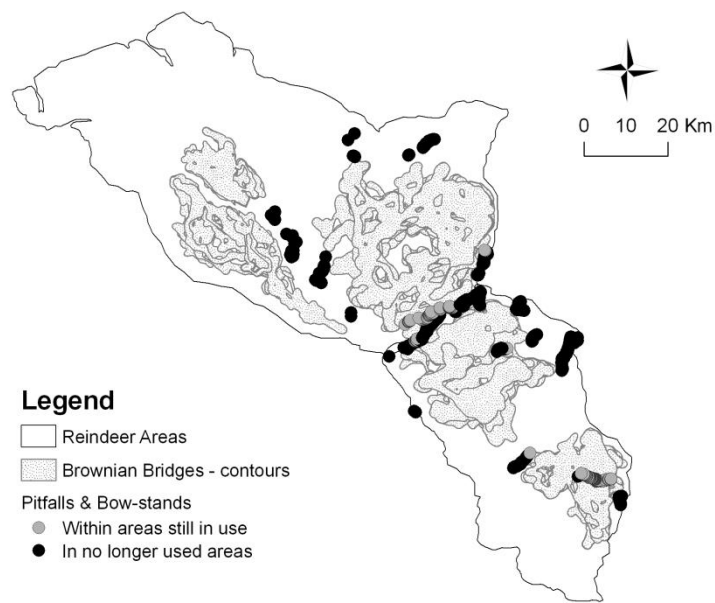 0 10 20 Km
Legend
Reindeer Areas
Brownian Bridges - contours
Pitfalls & Bow-stands
Within areas still in use
In no longer used areas